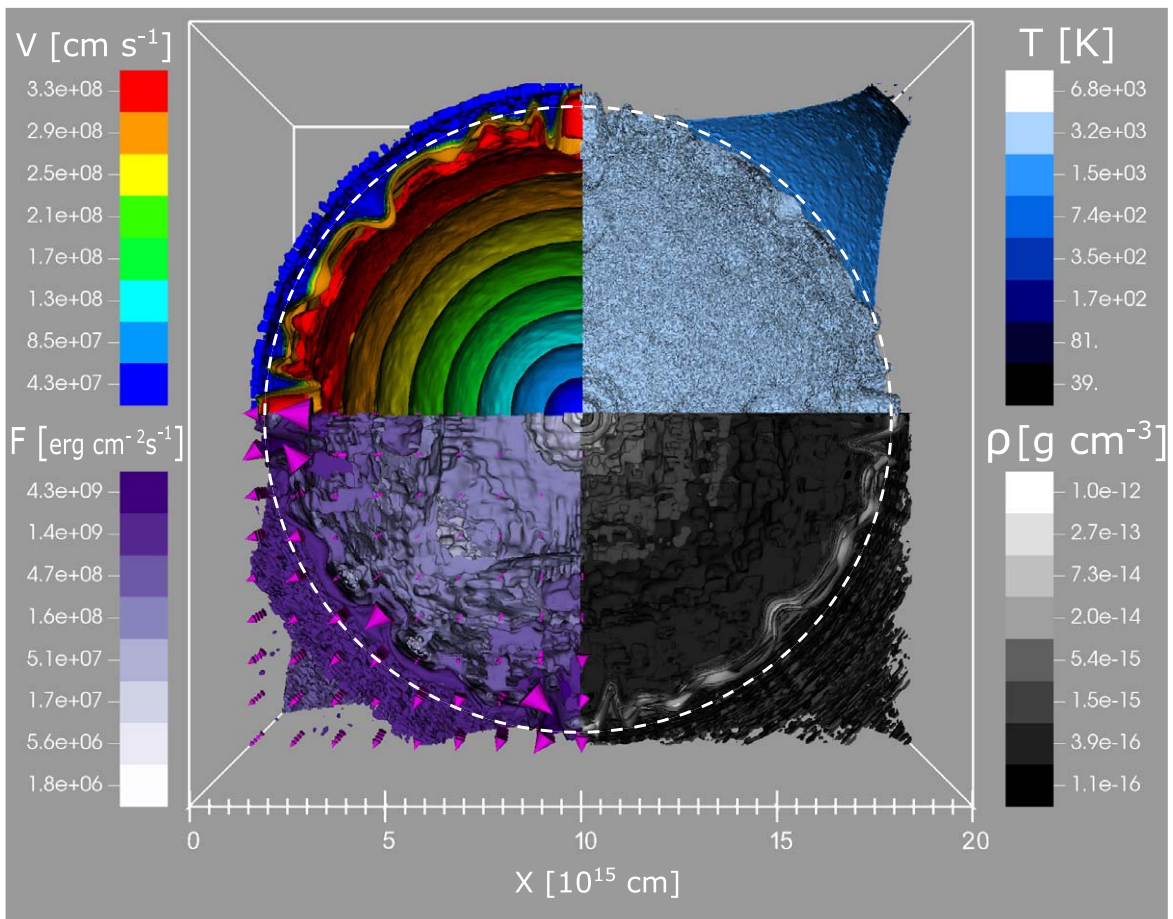 V [cm s⁻¹]
3.3e+08
2.9e+08
2.5e+08
2.1e+08
1.7e+08
1.3e+08
8.5e+07
4.3e+07
T [K]
6.8e+03
3.2e+03
1.5e+03
7.4e+02
3.5e+02
1.7e+02
81.
39.
F [erg cm⁻²s⁻¹]
4.3e+09
1.4e+09
4.7e+08
1.6e+08
5.1e+07
1.7e+07
5.6e+06
1.8e+06
ρ[g cm⁻³]
1.0e-12
2.7e-13
7.3e-14
2.0e-14
5.4e-15
1.5e-15
3.9e-16
1.1e-16
0 5 10 15 20
X [10¹⁵ cm]